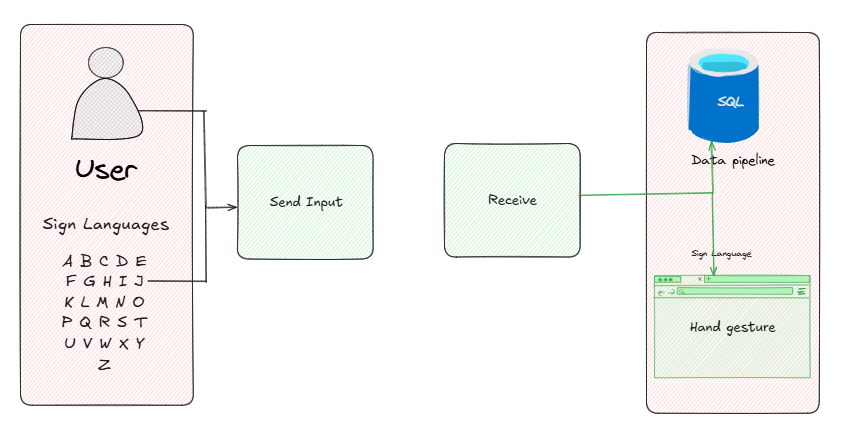 User
Sign Languages
A B C D E
F G H I J
K L M N O
P Q R S T
U V W X Y
Z
Send Input
Receive
SQL
Data pipeline
Sign Language
Hand gesture